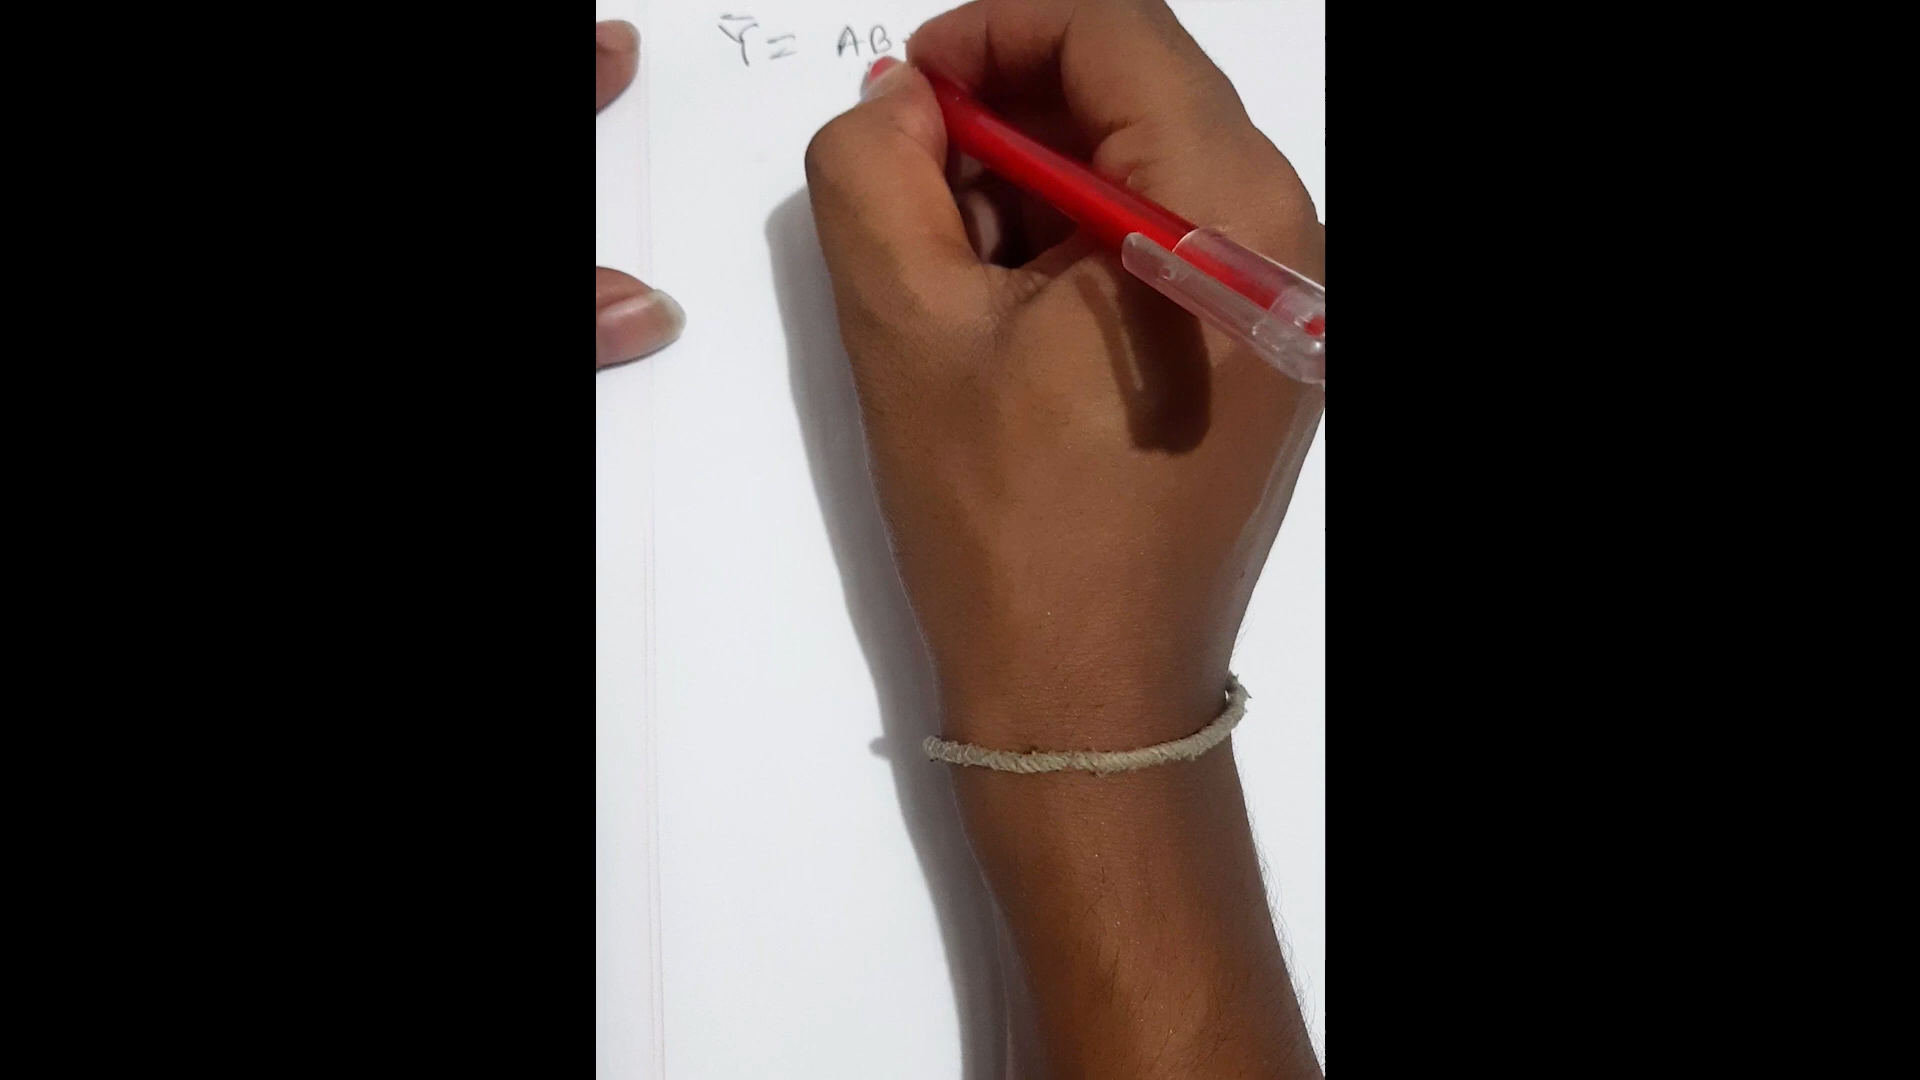 Ȳ = AB